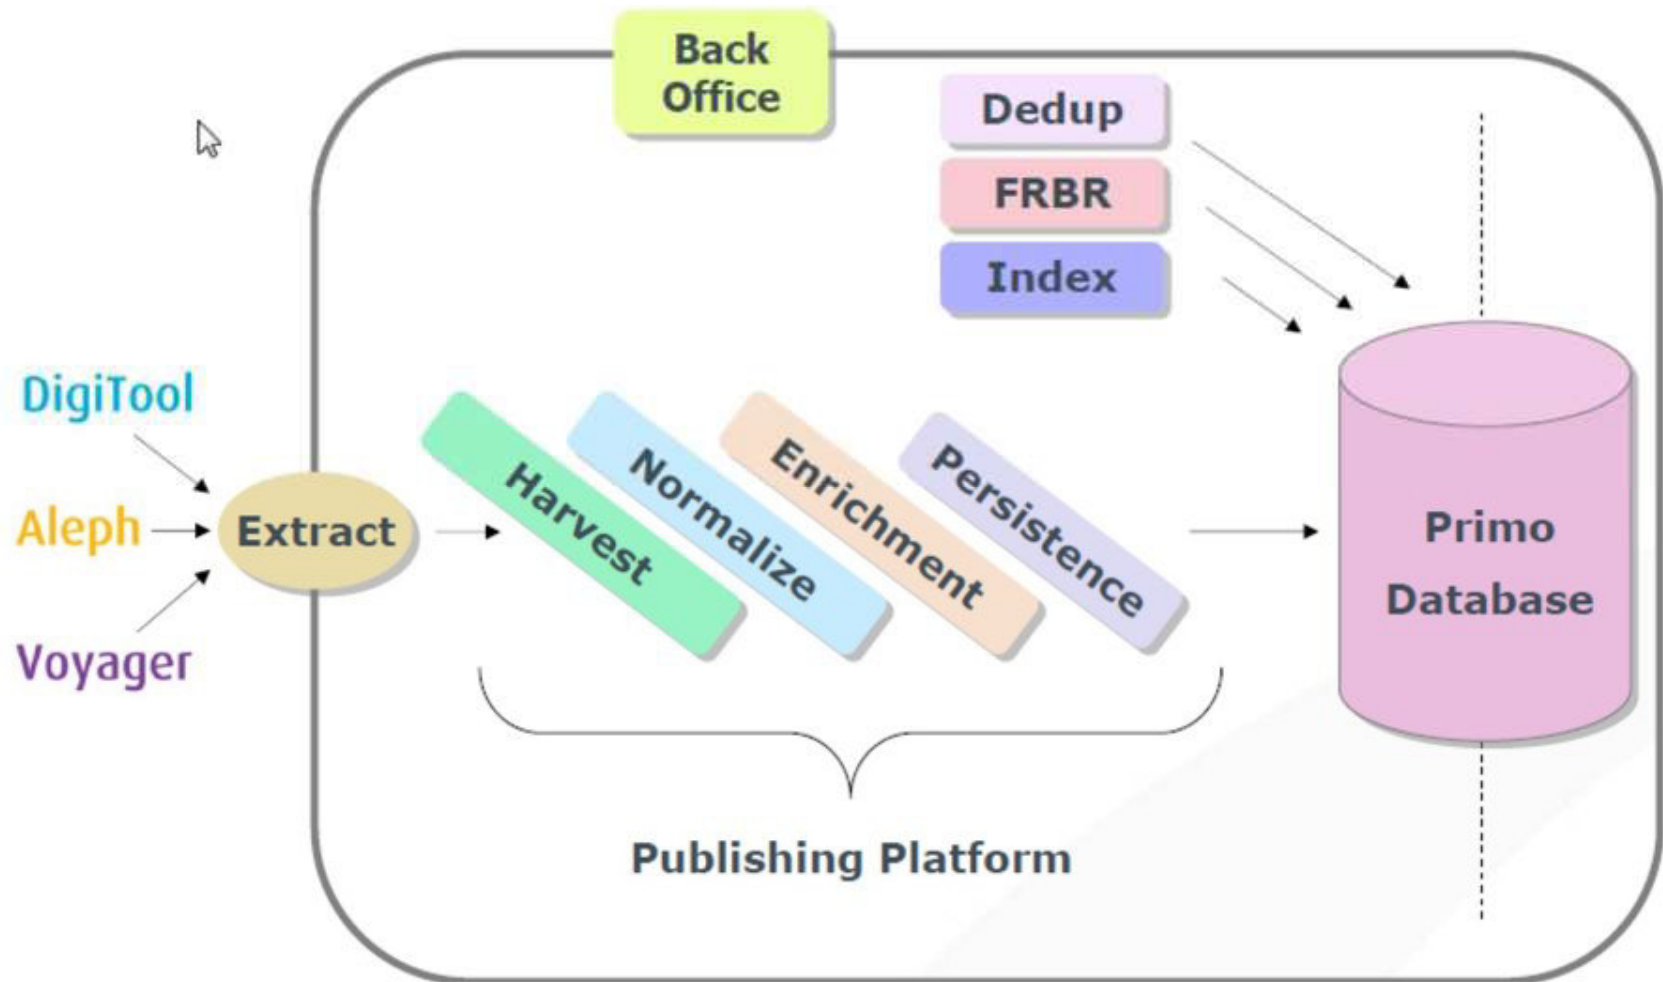 Back
Office
Dedup
FRBR
Index
DigiTool
Aleph
Voyager
Extract
Harvest
Normalize
Enrichment
Persistence
Primo
Database
Publishing Platform